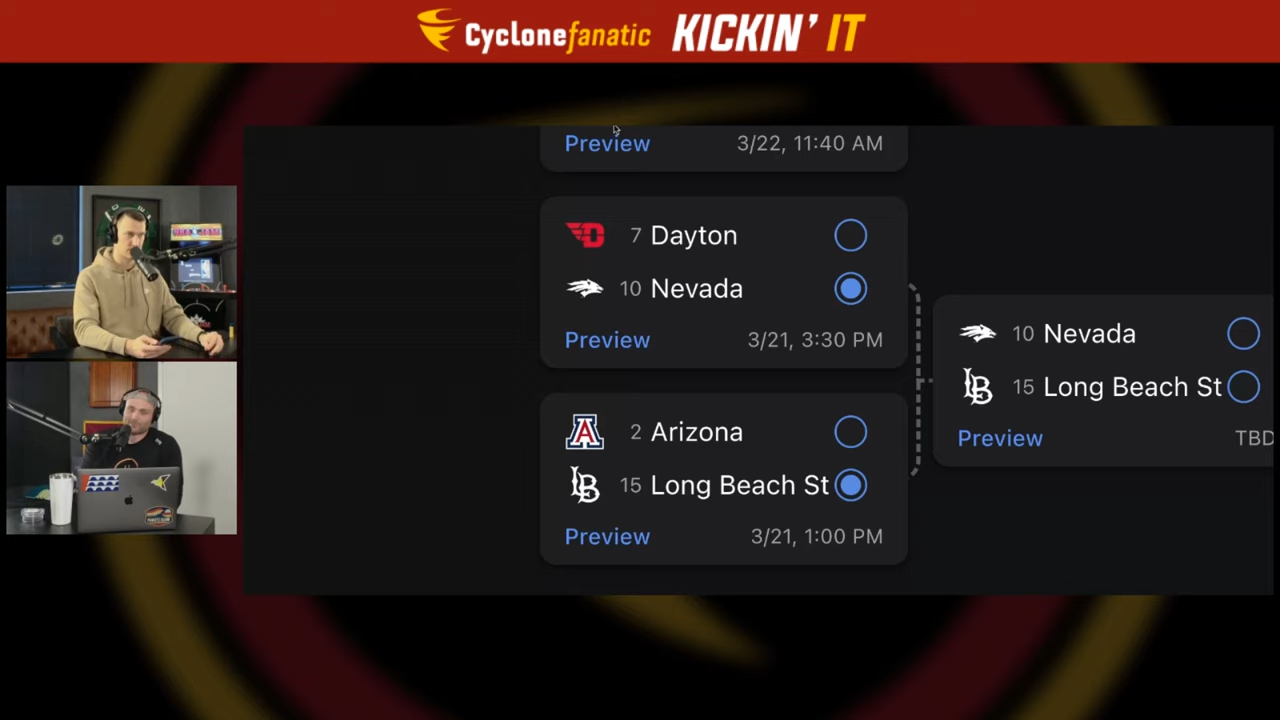 Cyclonefanatic KICKIN' IT
Preview 3/22, 11:40 AM
7 Dayton
10 Nevada
Preview 3/21, 3:30 PM
2 Arizona
15 Long Beach St
Preview 3/21, 1:00 PM
10 Nevada
15 Long Beach St
Preview TBD